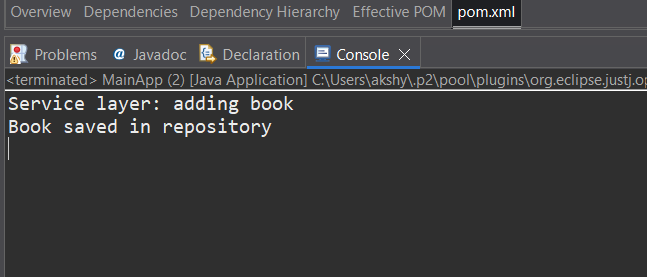 Overview Dependencies Dependency Hierarchy Effective POM pom.xml
Problems @ Javadoc Declaration Console
<terminated> MainApp (2) [Java Application] C:\Users\akshy\.p2\pool\plugins\org.eclipse.justj.op
Service layer: adding book
Book saved in repository